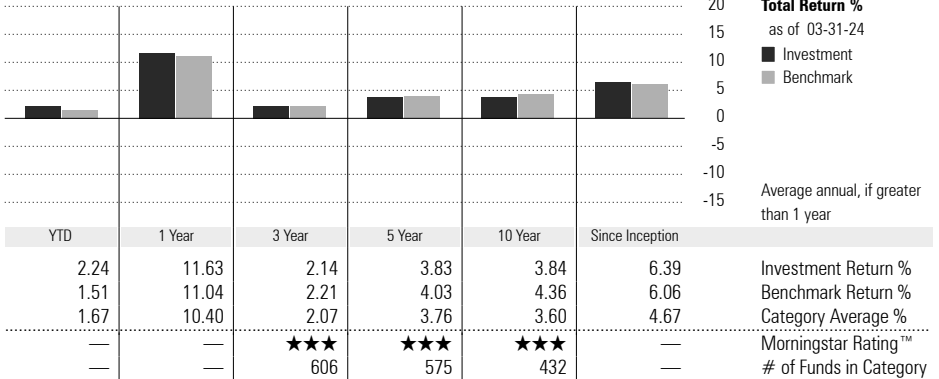 20 Total Return %
15 as of 03-31-24
Investment
10
Benchmark
5
0
-5
-10
Average annual, if greater
-15
than 1 year
YTD 1 Year 3 Year 5 Year 10 Year Since Inception
2.24 11.63 2.14 3.83 3.84 6.39 Investment Return %
1.51 11.04 2.21 4.03 4.36 6.06 Benchmark Return %
1.67 10.40 2.07 3.76 3.60 4.67 Category Average %
— — ★★★ ★★★ ★★★ — Morningstar Rating™
— — 606 575 432 — # of Funds in Category